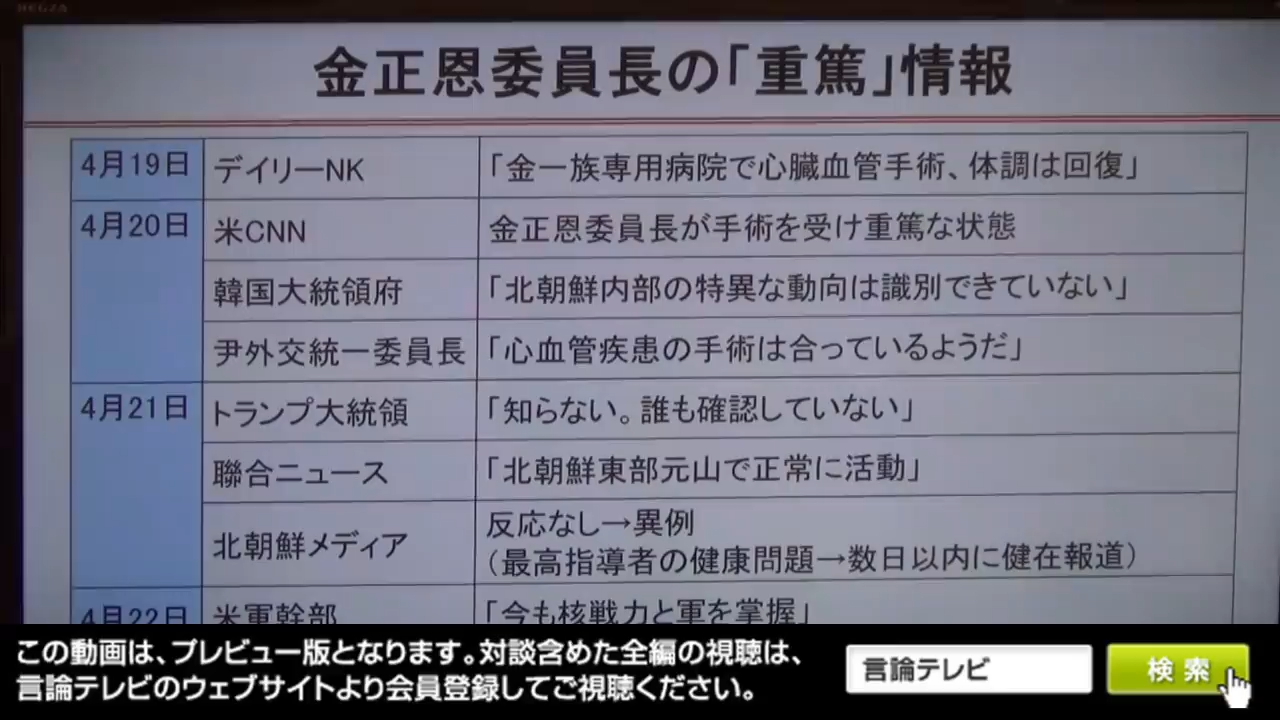 REGZA
金正恩委員長の「重篤」情報
4月19日 デイリーNK 「金一族専用病院で心臓血管手術、体調は回復」
4月20日 米CNN 金正恩委員長が手術を受け重篤な状態
韓国大統領府 「北朝鮮内部の特異な動向は識別できていない」
尹外交統一委員長 「心血管疾患の手術は合っているようだ」
4月21日 トランプ大統領 「知らない。誰も確認していない」
聯合ニュース 「北朝鮮東部元山で正常に活動」
北朝鮮メディア 反応なし→異例
（最高指導者の健康問題→数日以内に健在報道）
4月22日 米軍幹部 「今も核戦力と軍を掌握」
この動画は、プレビュー版となります。対談含めた全編の視聴は、
言論テレビのウェブサイトより会員登録してご視聴ください。
言論テレビ 検索